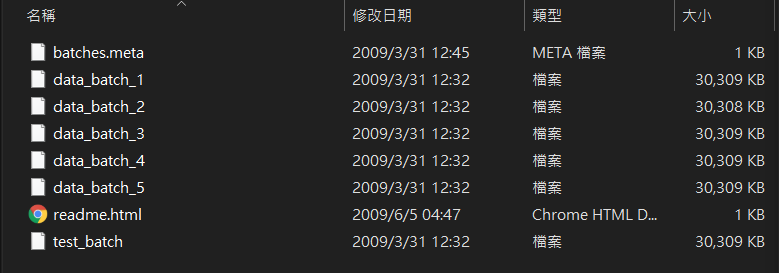 名稱 修改日期 類型 大小
batches.meta 2009/3/31 12:45 META 檔案 1 KB
data_batch_1 2009/3/31 12:32 檔案 30,309 KB
data_batch_2 2009/3/31 12:32 檔案 30,308 KB
data_batch_3 2009/3/31 12:32 檔案 30,309 KB
data_batch_4 2009/3/31 12:32 檔案 30,309 KB
data_batch_5 2009/3/31 12:32 檔案 30,309 KB
readme.html 2009/6/5 04:47 Chrome HTML D... 1 KB
test_batch 2009/3/31 12:32 檔案 30,309 KB